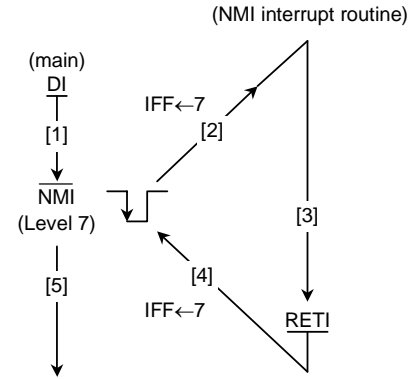 (NMI interrupt routine)
(main)
DI
IFF←7
[1]
[2]
NMI
(Level 7)
[3]
[4]
[5]
IFF←7
RETI